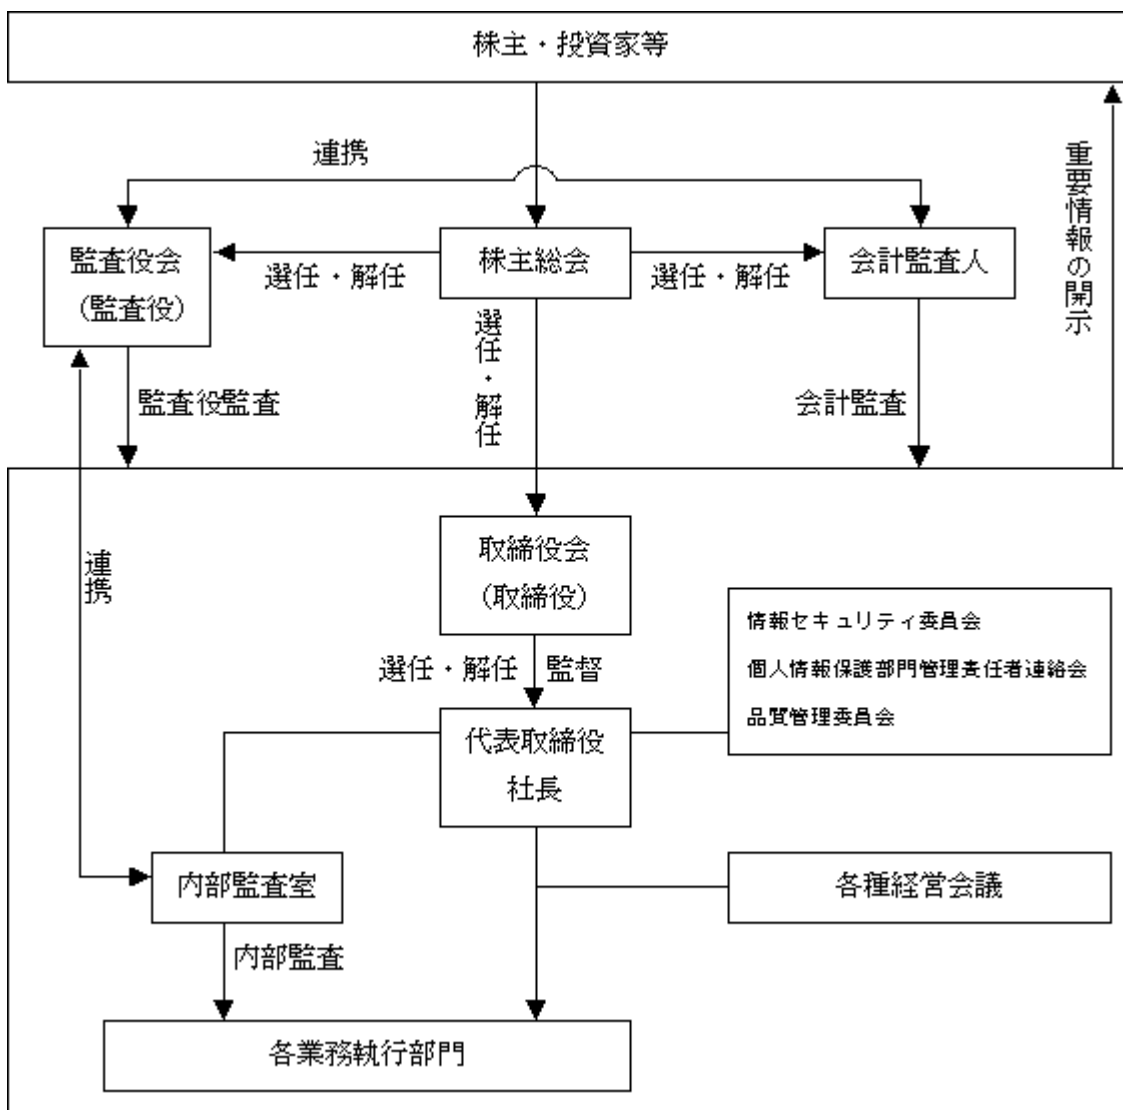 株主・投資家等
連携
重要情報の開示
監査役会
（監査役）
選任・解任
株主総会
選任・解任
会計監査人
選任・解任
監査役監査
会計監査
連携
取締役会
（取締役）
選任・解任
監督
情報セキュリティ委員会
個人情報保護部門管理責任者連絡会
品質管理委員会
代表取締役
社長
内部監査室
各種経営会議
内部監査
各業務執行部門